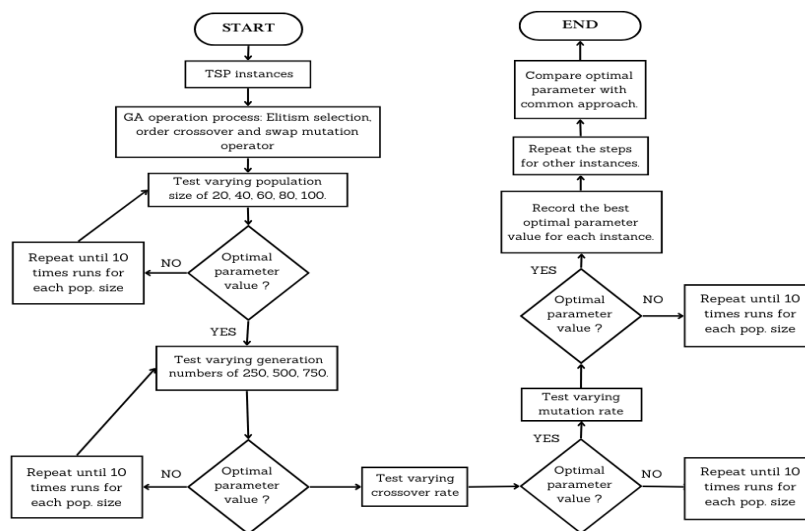 START
TSP instances
GA operation process: Elitism selection,
order crossover and swap mutation
operator
Test varying population
size of 20, 40, 60, 80, 100.
Optimal
parameter
value ?
NO
Repeat until 10
times runs for
each pop. size
YES
Test varying generation
numbers of 250, 500, 750.
Optimal
parameter
value ?
NO
Repeat until 10
times runs for
each pop. size
Test varying
crossover rate
Optimal
parameter
value ?
NO
Repeat until 10
times runs for
each pop. size
YES
Test varying
mutation rate
Optimal
parameter
value ?
NO
Repeat until 10
times runs for
each pop. size
YES
Record the best
optimal parameter
value for each instance.
Repeat the steps
for other instances.
Compare optimal
parameter with
common approach.
END